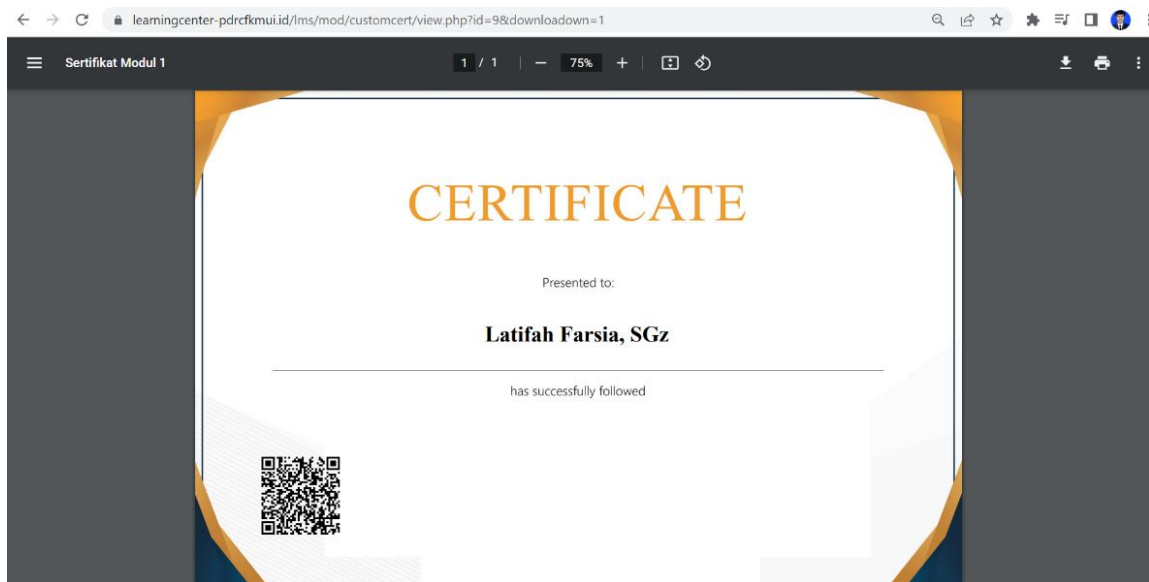 learningcenter-pdrcfkmui.id/lms/mod/customcert/view.php?id=9&downloadown=1
Sertifikat Modul 1
1 / 1
75%
CERTIFICATE
Presented to:
Latifah Farsia, SGz
has successfully followed